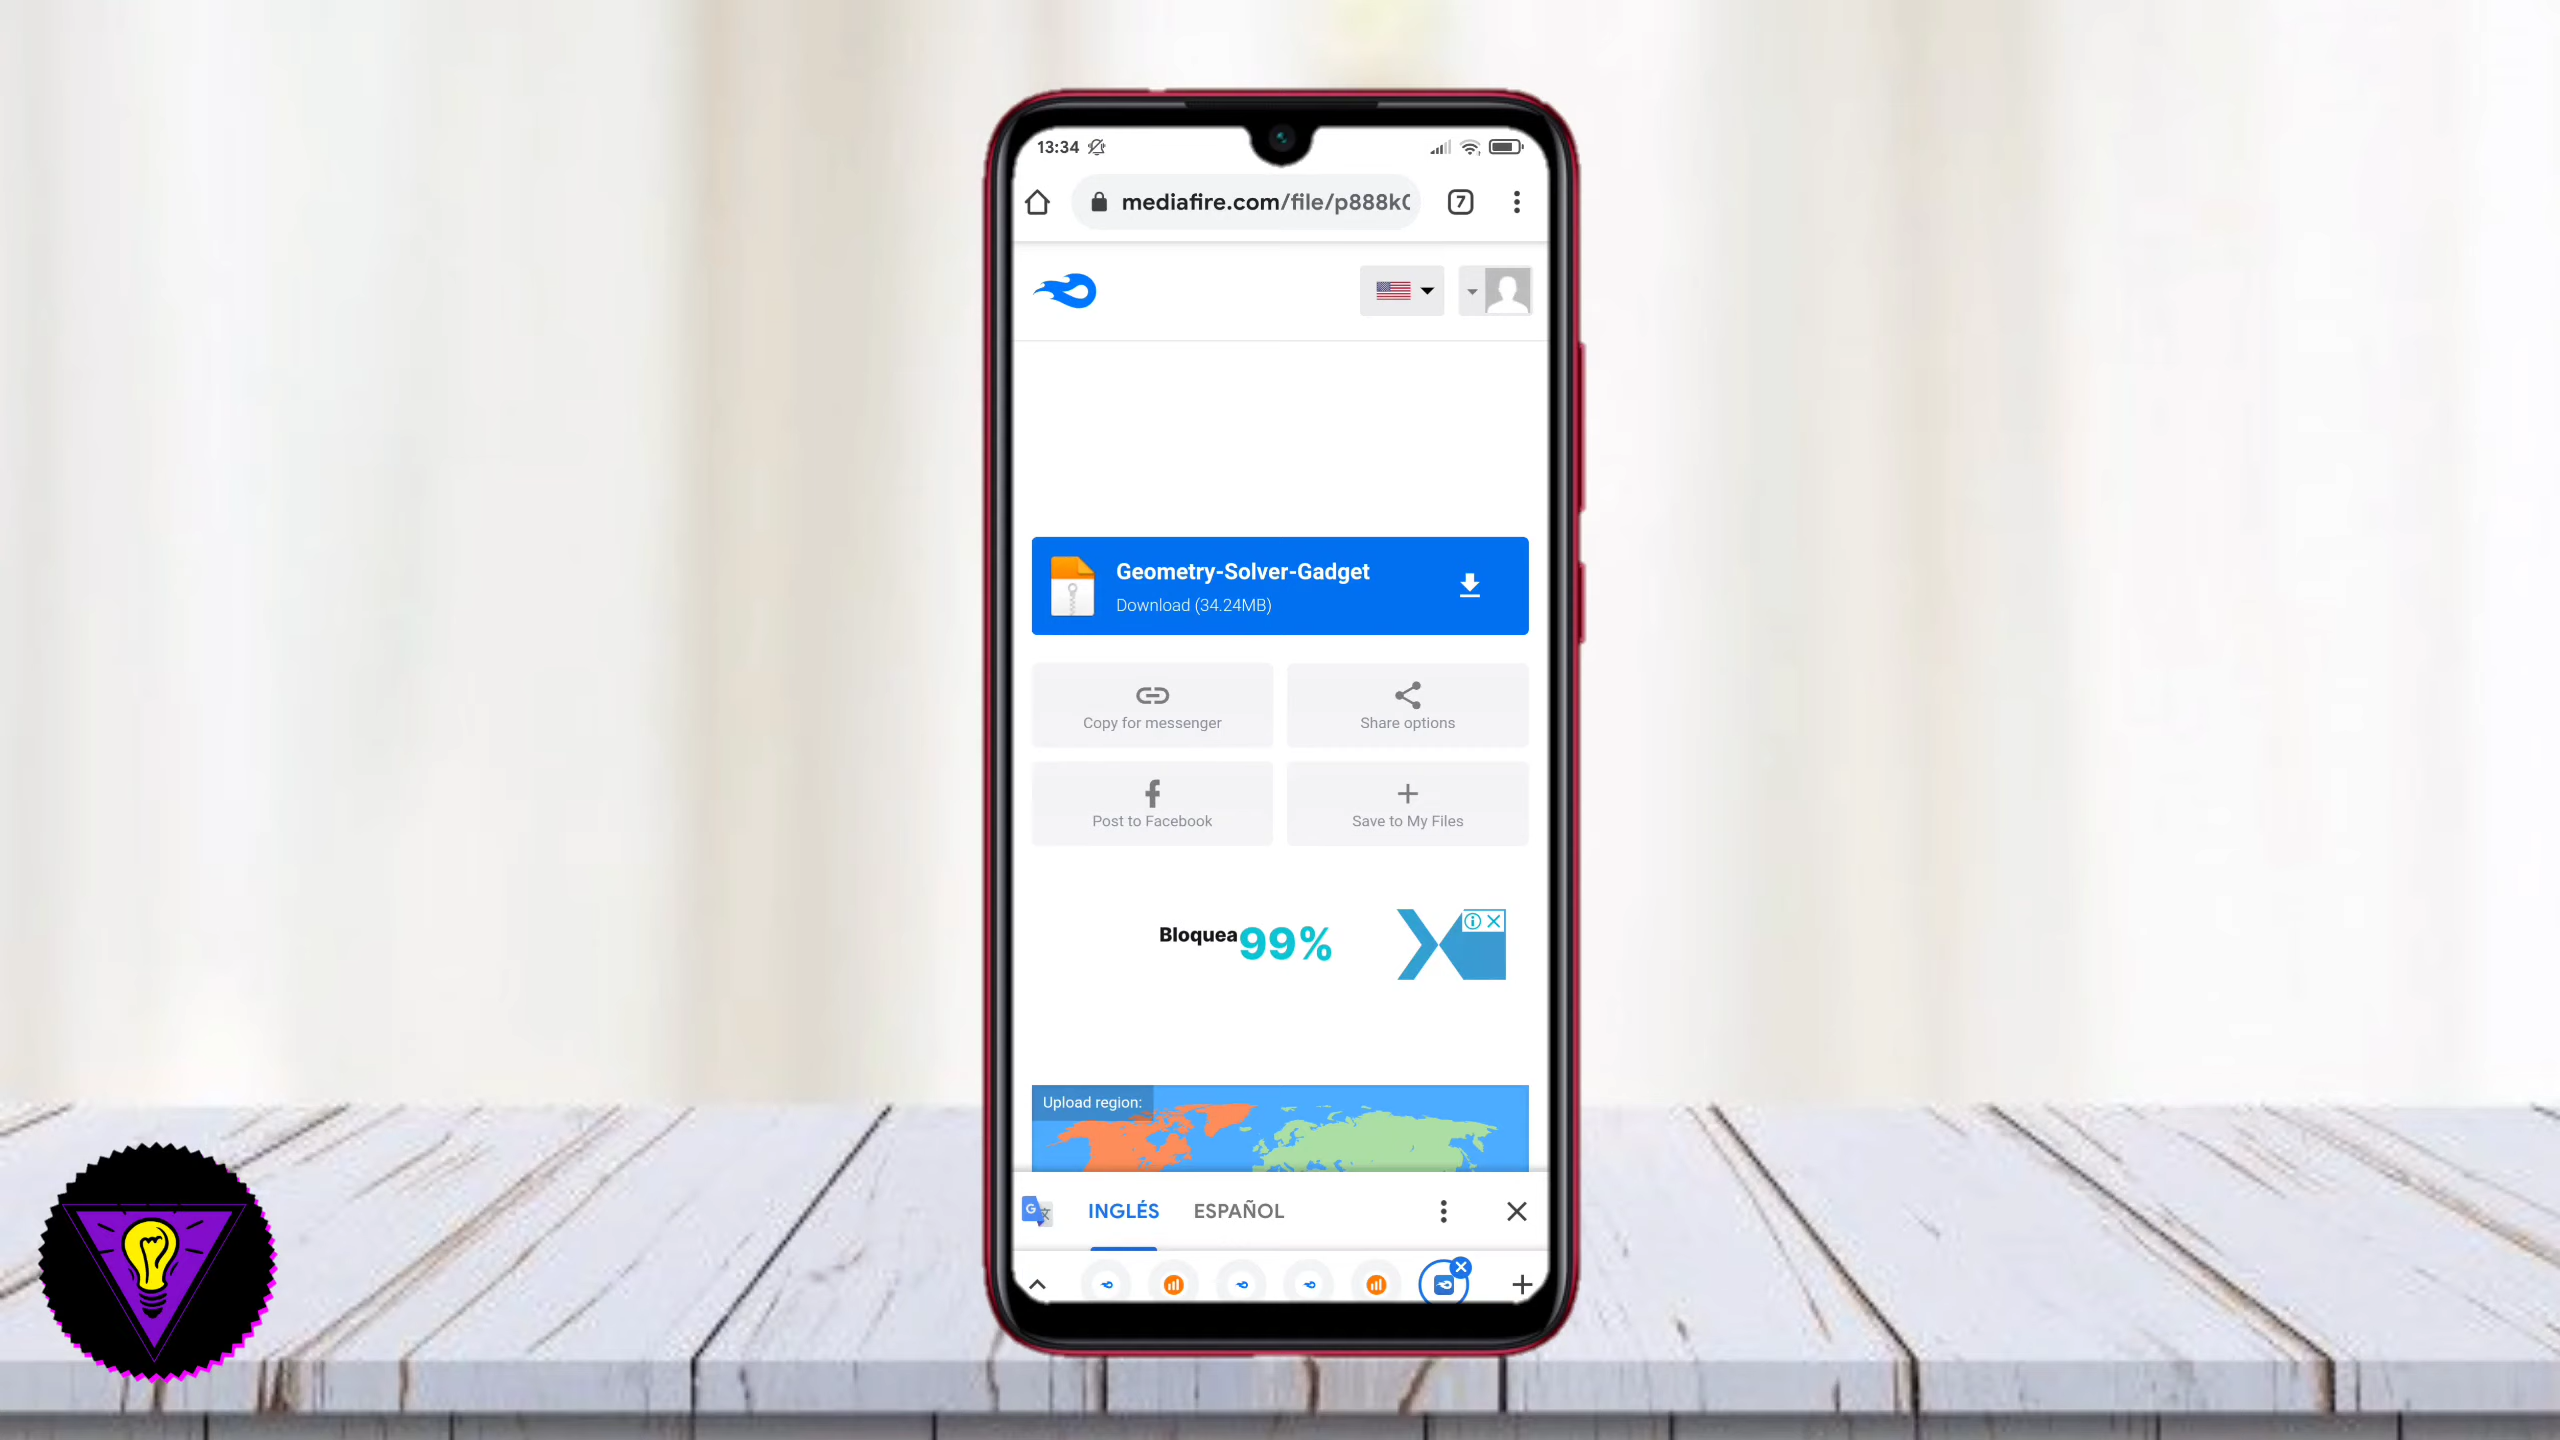 13:34
mediafire.com/file/p888k
7
Geometry-Solver-Gadget
Download (34.24MB)
Copy for messenger
Share options
Post to Facebook
Save to My Files
Bloquea 99%
Upload region:
INGLÉS ESPAÑOL